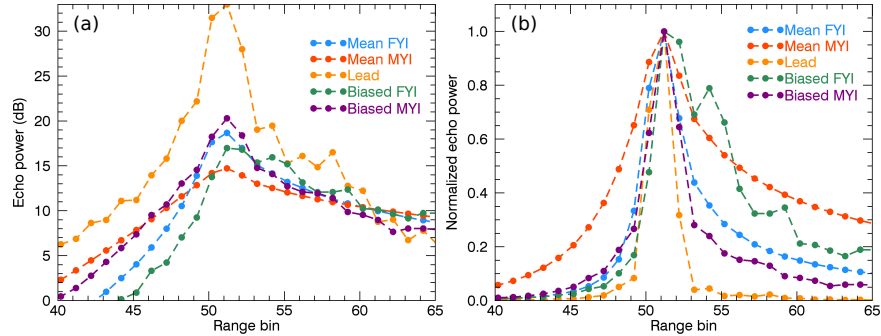 (a)
Mean FYI
Mean MYI
Lead
Biased FYI
Biased MYI
Echo power (dB)
30
25
20
15
10
5
0
40
45
50
55
60
65
Range bin
(b)
Mean FYI
Mean MYI
Lead
Biased FYI
Biased MYI
Normalized echo power
1.0
0.8
0.6
0.4
0.2
0.0
40
45
50
55
60
65
Range bin